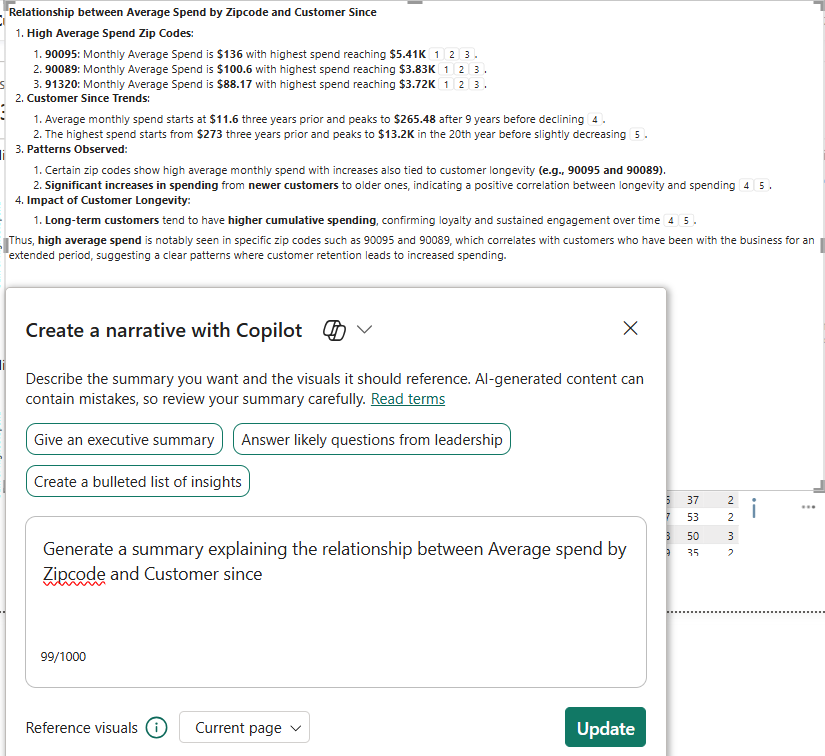 Relationship between Average Spend by Zipcode and Customer Since
1. High Average Spend Zip Codes:
1. 90095: Monthly Average Spend is $136 with highest spend reaching $5.41K 1 2 3 .
2. 90089: Monthly Average Spend is $100.6 with highest spend reaching $3.83K 1 2 3 .
3. 91320: Monthly Average Spend is $88.17 with highest spend reaching $3.72K 1 2 3 .
2. Customer Since Trends:
1. Average monthly spend starts at $11.6 three years prior and peaks to $265.48 after 9 years before declining 4 .
2. The highest spend starts from $273 three years prior and peaks to $13.2K in the 20th year before slightly decreasing 5 .
3. Patterns Observed:
1. Certain zip codes show high average monthly spend with increases also tied to customer longevity (e.g., 90095 and 90089).
2. Significant increases in spending from newer customers to older ones, indicating a positive correlation between longevity and spending 4 5 .
4. Impact of Customer Longevity:
1. Long-term customers tend to have higher cumulative spending, confirming loyalty and sustained engagement over time 4 5 .
Thus, high average spend is notably seen in specific zip codes such as 90095 and 90089, which correlates with customers who have been with the business for an
extended period, suggesting a clear patterns where customer retention leads to increased spending.
Create a narrative with Copilot
Describe the summary you want and the visuals it should reference. AI-generated content can
contain mistakes, so review your summary carefully. Read terms
Give an executive summary Answer likely questions from leadership
Create a bulleted list of insights
37 2
53 2
50 3
35 2
Generate a summary explaining the relationship between Average spend by
Zipcode and Customer since
99/1000
Reference visuals Current page Update